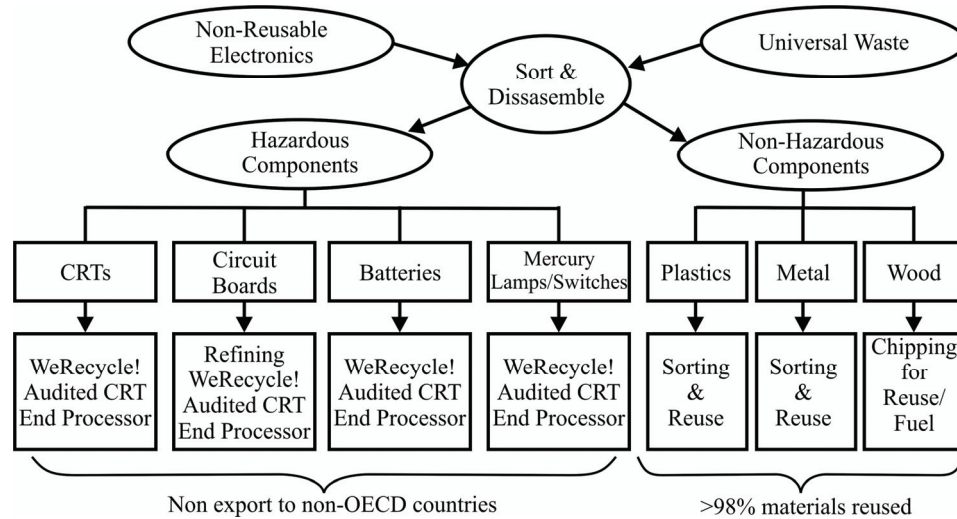 Non-Reusable
Electronics
Universal Waste
Sort &
Dissasemble
Hazardous
Components
Non-Hazardous
Components
CRTs
Circuit
Boards
Batteries
Mercury
Lamps/Switches
Plastics
Metal
Wood
WeRecycle!
Audited CRT
End Processor
Refining
WeRecycle!
Audited CRT
End Processor
WeRecycle!
Audited CRT
End Processor
WeRecycle!
Audited CRT
End Processor
Sorting
&
Reuse
Sorting
&
Reuse
Chipping
for
Reuse/
Fuel
Non export to non-OECD countries
>98% materials reused